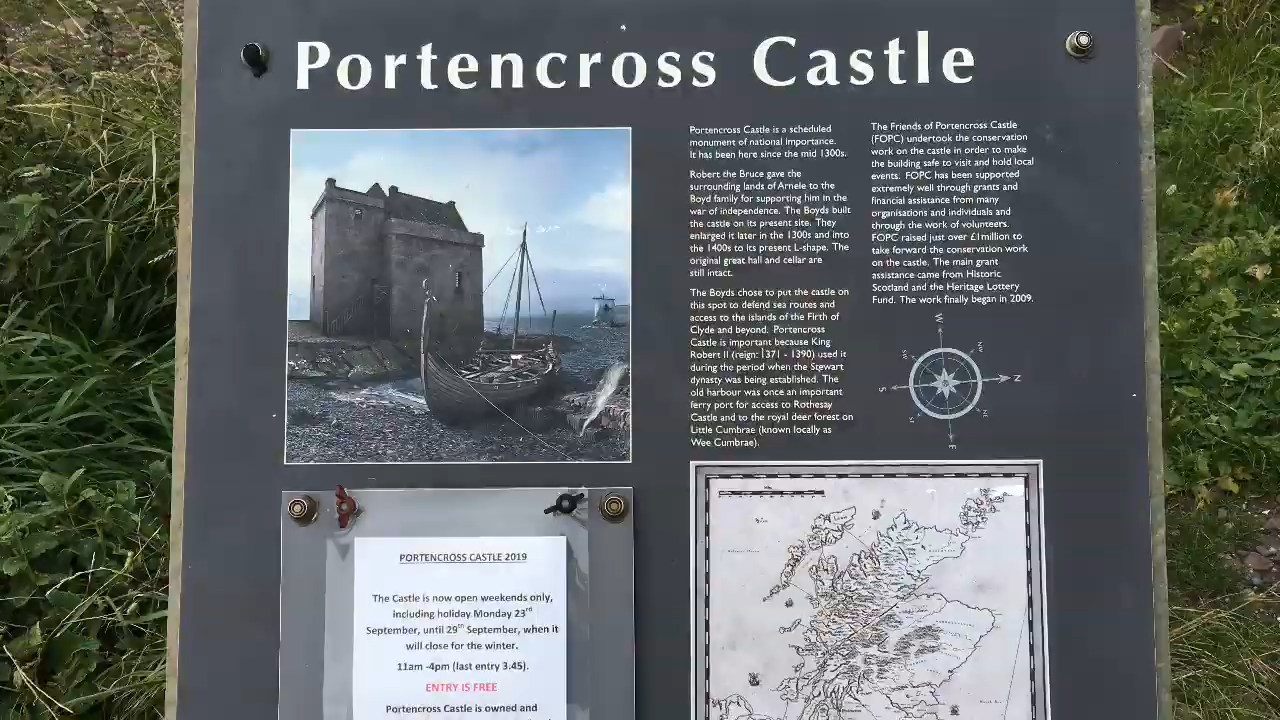 Portencross Castle
Portencross Castle is a scheduled
monument of national importance.
It has been here since the mid 1300s.
Robert the Bruce gave the
surrounding lands of Arnele to the
Boyd family for supporting him in the
war of independence. The Boyds built
the castle on its present site. They
enlarged it later in the 1300s and into
the 1400s to its present L-shape. The
original great hall and cellar are
still intact.
The Boyds chose to put the castle on
this spot to defend sea routes and
access to the islands of the Firth of
Clyde and beyond. Portencross
Castle is important because King
Robert II (reign: 1371 - 1390) used it
during the period when the Stewart
dynasty was being established. The
old harbour was once an important
ferry port for access to Rothesay
Castle and to the royal deer forest on
Little Cumbrae (known locally as
Wee Cumbrae).
The Friends of Portencross Castle
(FOPC) undertook the conservation
work on the castle in order to make
the building safe to visit and hold local
events. FOPC has been supported
extremely well through grants and
financial assistance from many
organisations and individuals and
through the work of volunteers.
FOPC raised just over £1million to
take forward the conservation work
on the castle. The main grant
assistance came from Historic
Scotland and the Heritage Lottery
Fund. The work finally began in 2009.
W
NW
N
E
S
SW
PORTENCROSS CASTLE 2019
The Castle is now open weekends only,
including holiday Monday 23rd
September, until 29th September, when it
will close for the winter.
11am -4pm (last entry 3.45).
ENTRY IS FREE
Portencross Castle is owned and